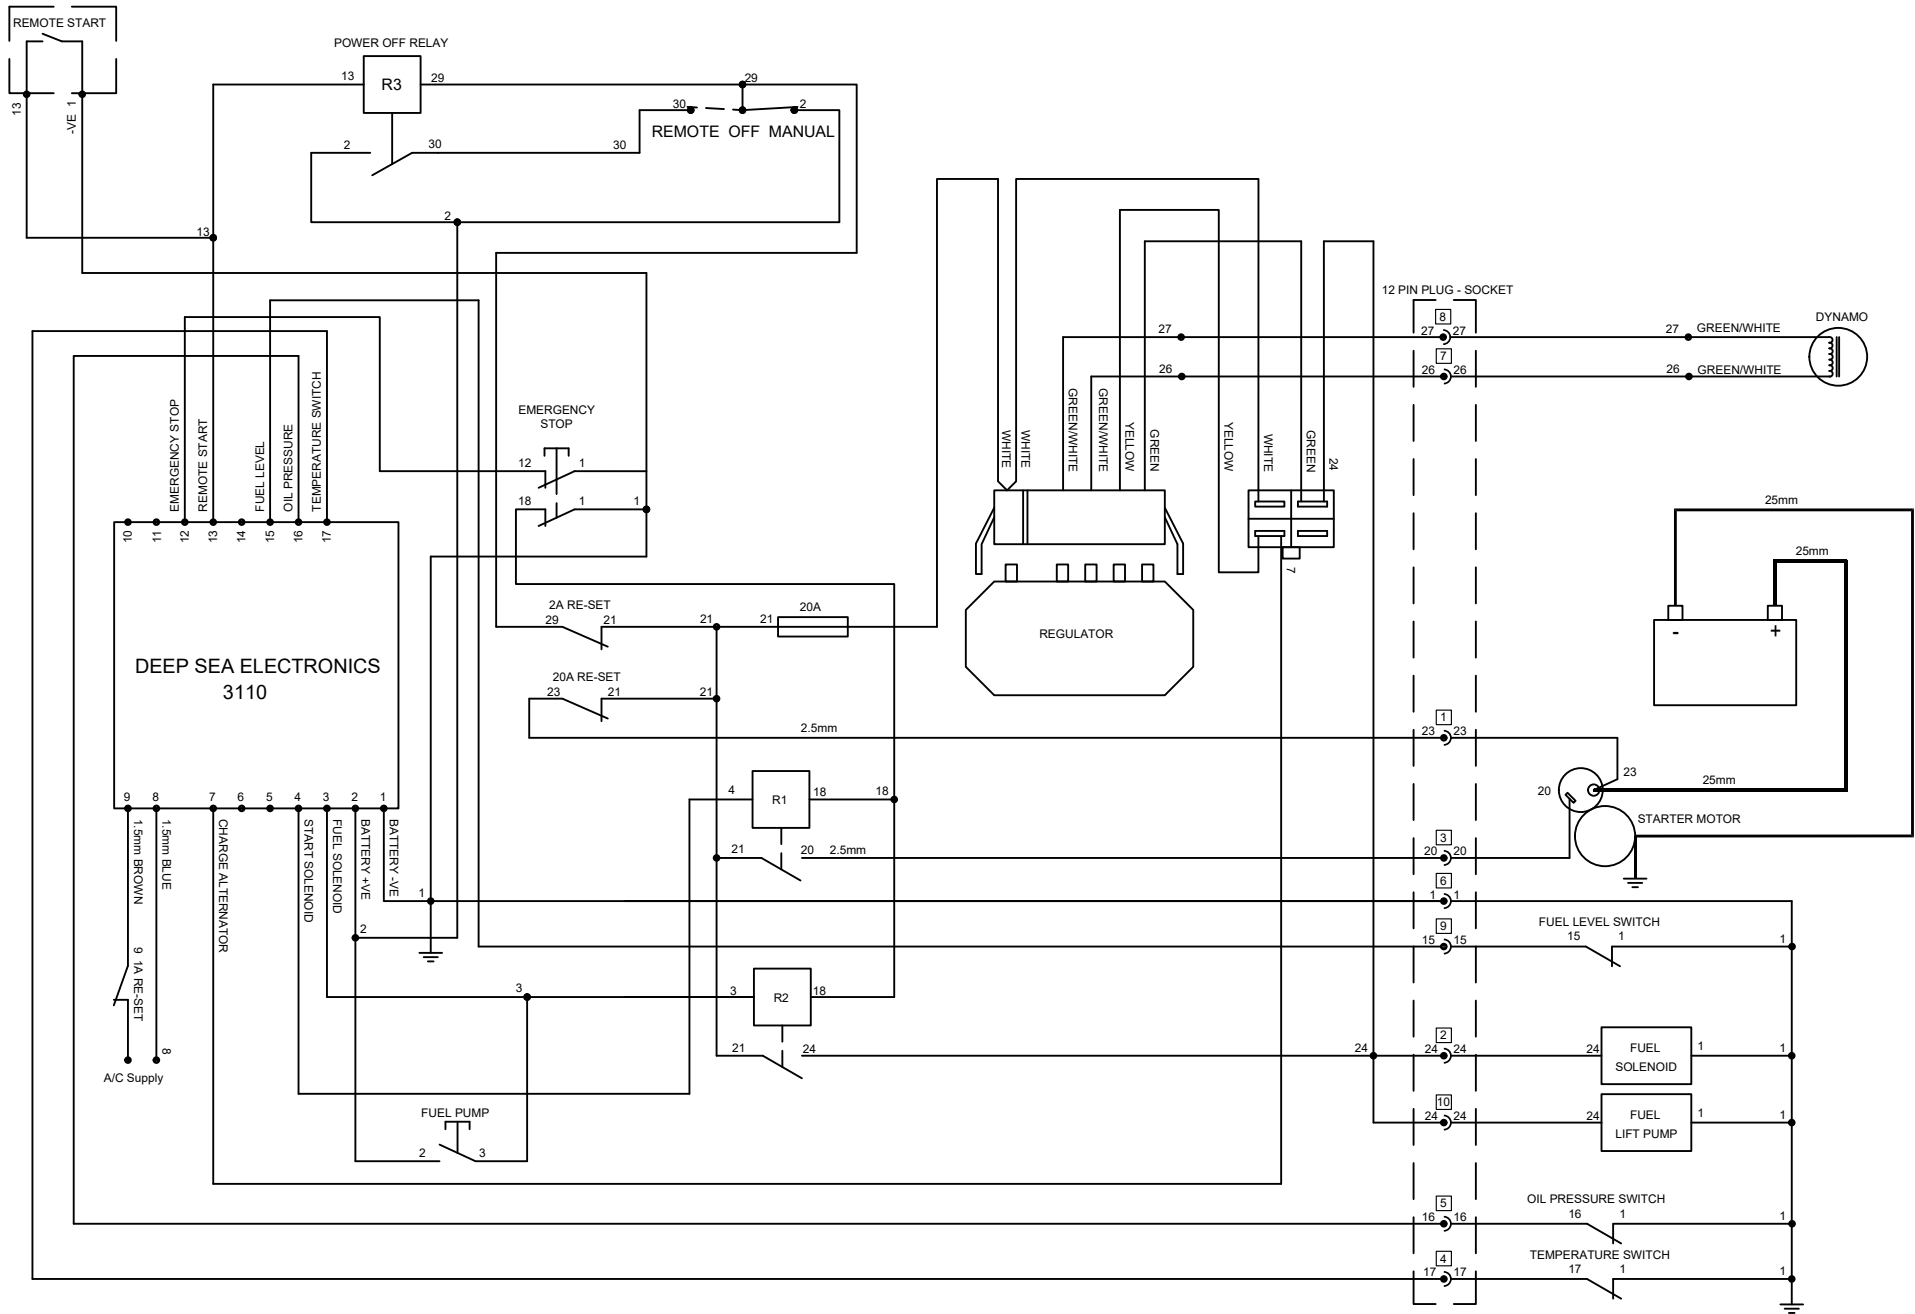 REMOTE START
13
-VE 1
POWER OFF RELAY
13
R3
29
29
30
2
REMOTE OFF MANUAL
2
30
30
2
13
12 PIN PLUG - SOCKET
8
27
27
27
27
GREEN/WHITE
DYNAMO
7
26
26
26
26
GREEN/WHITE
EMERGENCY STOP
REMOTE START
FUEL LEVEL
OIL PRESSURE
TEMPERATURE SWITCH
10
11
12
13
14
15
16
17
EMERGENCY
STOP
12
1
18
1
1
WHITE
WHITE
GREEN/WHITE
GREEN/WHITE
YELLOW
GREEN
YELLOW
WHITE
GREEN
24
7
25mm
25mm
-
+
DEEP SEA ELECTRONICS
3110
2A RE-SET
29
21
21
21
20A
REGULATOR
20A RE-SET
23
21
21
2.5mm
1
23
23
23
25mm
20
STARTER MOTOR
9
8
7
6
5
4
3
2
1
1.5mm BROWN
1.5mm BLUE
CHARGE ALTERNATOR
START SOLENOID
FUEL SOLENOID
BATTERY +VE
BATTERY -VE
4
R1
18
18
21
20
2.5mm
3
20
20
1
6
1
1
2
9
15
15
FUEL LEVEL SWITCH
15
1
1
9 1A RE-SET
8
A/C Supply
3
3
R2
18
21
24
24
2
24
24
24
FUEL
SOLENOID
1
1
10
24
24
24
FUEL
LIFT PUMP
1
1
FUEL PUMP
2
3
5
16
16
OIL PRESSURE SWITCH
16
1
1
4
17
17
TEMPERATURE SWITCH
17
1
1